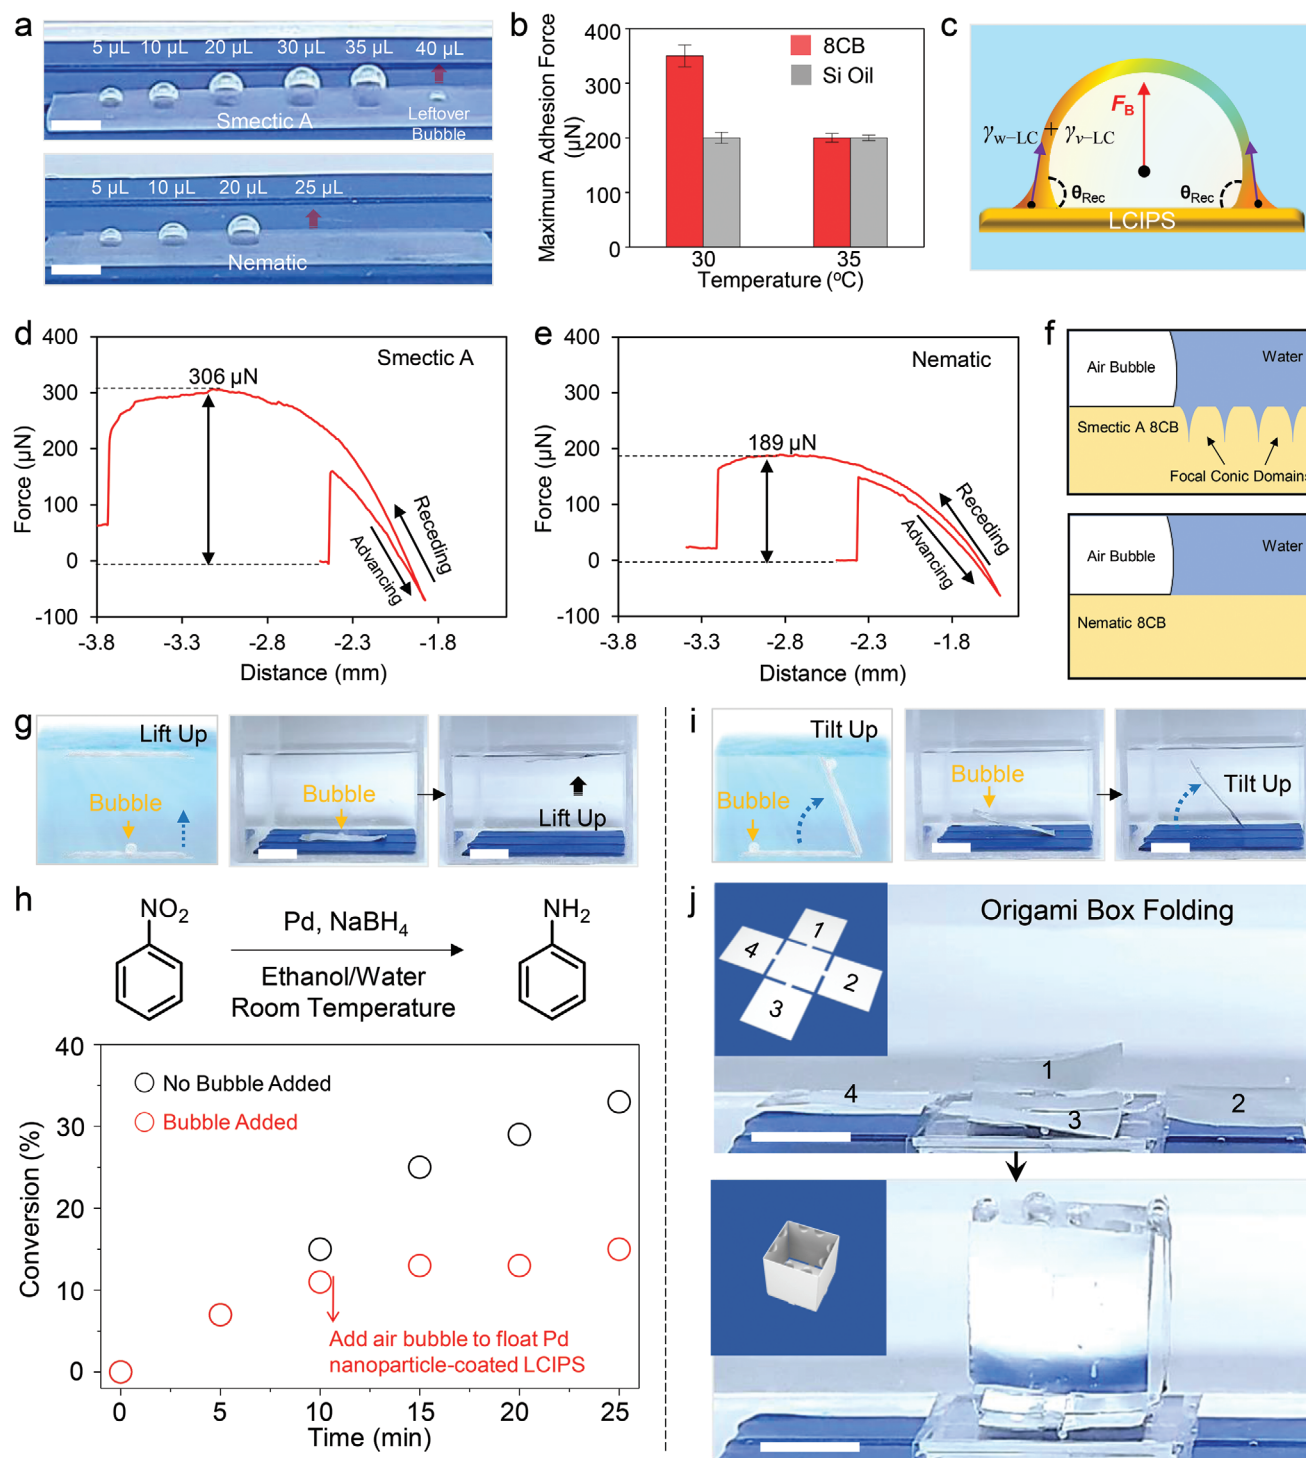 a
5 µL 10 µL 20 µL 30 µL 35 µL 40 µL
Smectic A
Leftover
Bubble
5 µL 10 µL 20 µL 25 µL
Nematic
b
Maximum Adhesion Force
(µN)
400
300
200
100
0
8CB
Si Oil
30 35
Temperature (ºC)
c
F_B
γ_w–LC + γ_v–LC
θ_Rec θ_Rec
LCIPS
d
Force (µN)
400
300
200
100
0
-100
Smectic A
306 µN
Receding
Advancing
-3.8 -3.3 -2.8 -2.3 -1.8
Distance (mm)
e
Force (µN)
400
300
200
100
0
-100
Nematic
189 µN
Receding
Advancing
-3.8 -3.3 -2.8 -2.3 -1.8
Distance (mm)
f
Air Bubble
Water
Smectic A 8CB
Focal Conic Domains
Air Bubble
Water
Nematic 8CB
g
Lift Up
Bubble
Bubble
Lift Up
h
NO₂
Pd, NaBH₄
Ethanol/Water
Room Temperature
NH₂
Conversion (%)
40
30
20
10
0
No Bubble Added
Bubble Added
Add air bubble to float Pd
nanoparticle-coated LCIPS
0 5 10 15 20 25
Time (min)
i
Tilt Up
Bubble
Bubble
Tilt Up
j
Origami Box Folding
1
4
2
3
1
4
3
2